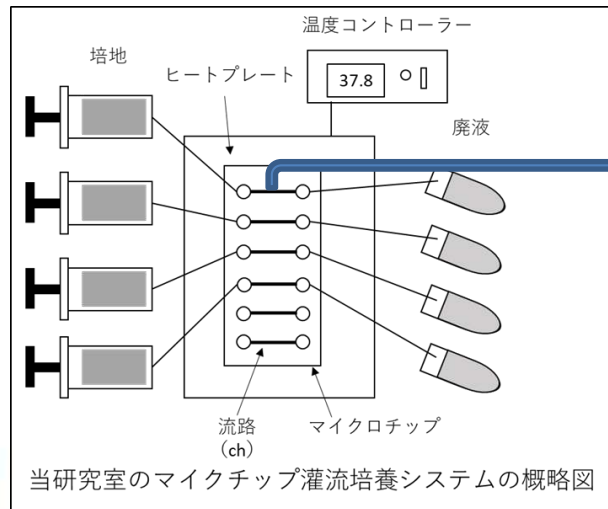 温度コントローラー
培地
ヒートプレート
37.8
廃液
流路
(ch)
マイクロチップ
当研究室のマイクチップ灌流培養システムの概略図